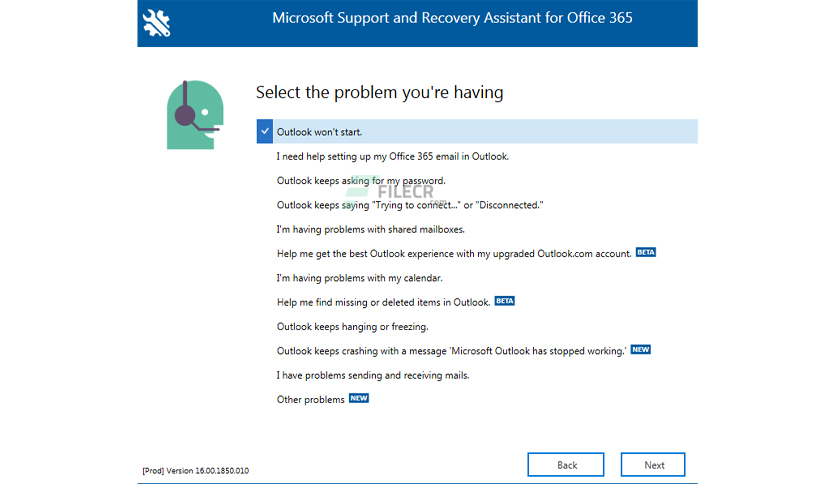 Microsoft Support and Recovery Assistant for Office 365
Select the problem you're having
Outlook won't start.
I need help setting up my Office 365 email in Outlook.
Outlook keeps asking for my password.
FILECR
.com
Outlook keeps saying "Trying to connect..." or "Disconnected."
I'm having problems with shared mailboxes.
Help me get the best Outlook experience with my upgraded Outlook.com account. BETA
I'm having problems with my calendar.
Help me find missing or deleted items in Outlook. BETA
Outlook keeps hanging or freezing.
Outlook keeps crashing with a message 'Microsoft Outlook has stopped working.' NEW
I have problems sending and receiving mails.
Other problems NEW
[Prod] Version 16.00.1850.010
Back
Next